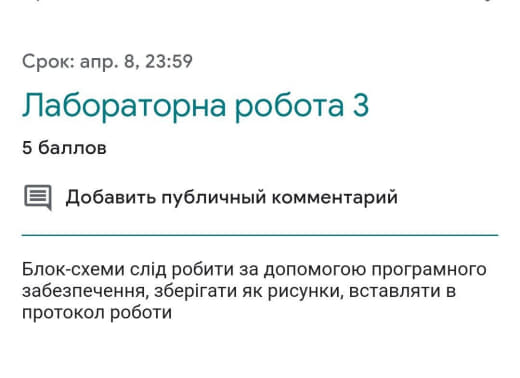 Срок: апр. 8, 23:59
Лабораторна робота 3
5 баллов
Добавить публичный комментарий
Блок-схеми слід робити за допомогою програмного
забезпечення, зберігати як рисунки, вставляти в
протокол роботи